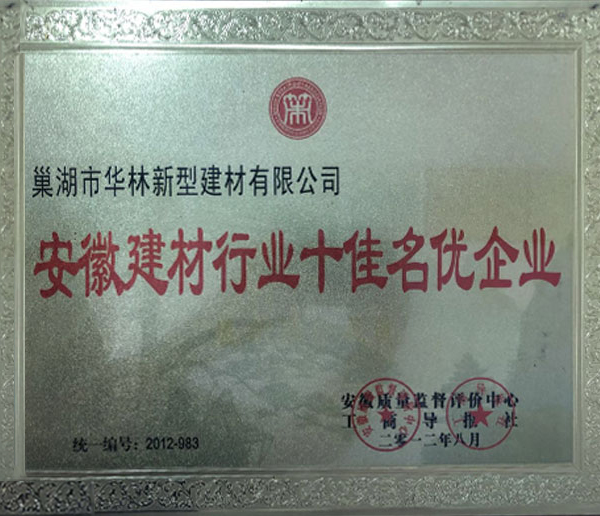 巢湖市华林新型建材有限公司
安徽建材行业十佳名优企业
安徽质量监督评价中心
工商导报社
统一编号: 2012-983
二零一二年八月